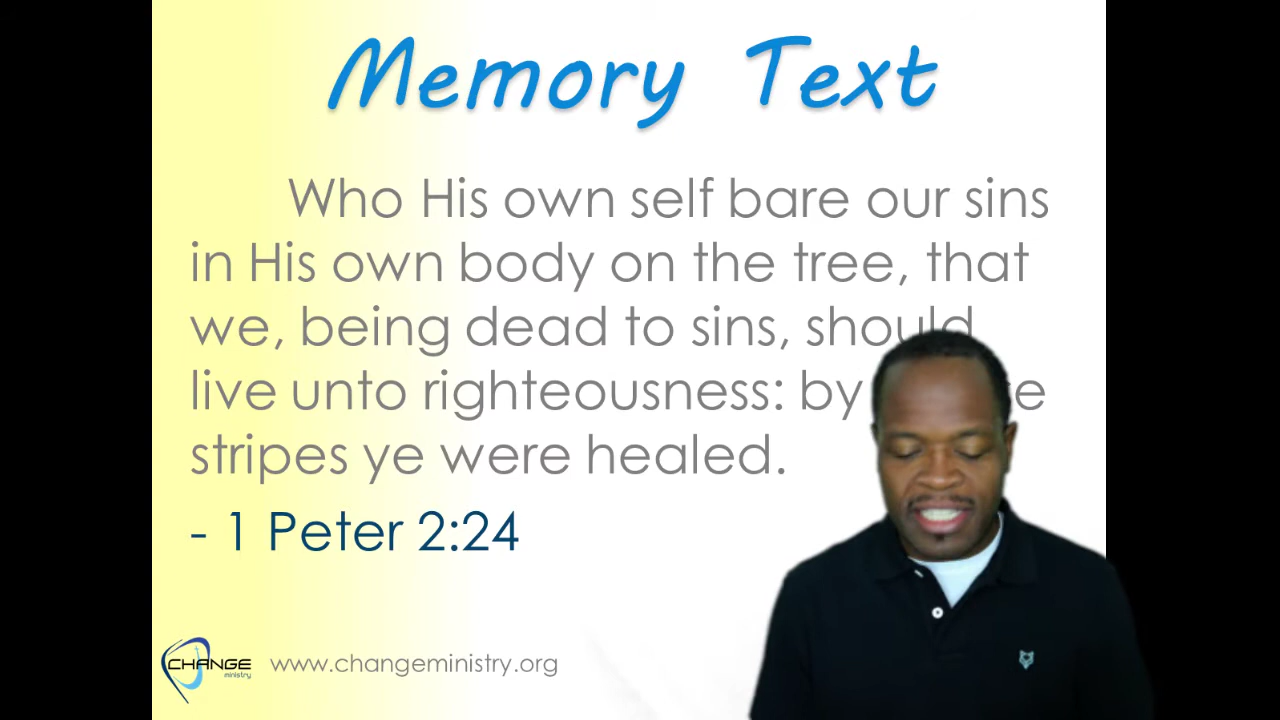 Memory Text
Who His own self bare our sins
in His own body on the tree, that
we, being dead to sins, should
live unto righteousness: by
stripes ye were healed.
- 1 Peter 2:24
CHANGE
ministry
www.changeministry.org